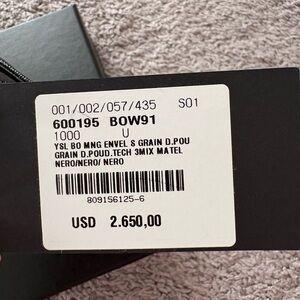 001/002/057/435 S01
600195 BOW91
1000 U
YSL BO MNG ENVEL S GRAIN D.POU
GRAIN D.POUD.TECH 3MIX MATEL
NERO/NERO/ NERO
809156125-6
USD 2.650,00